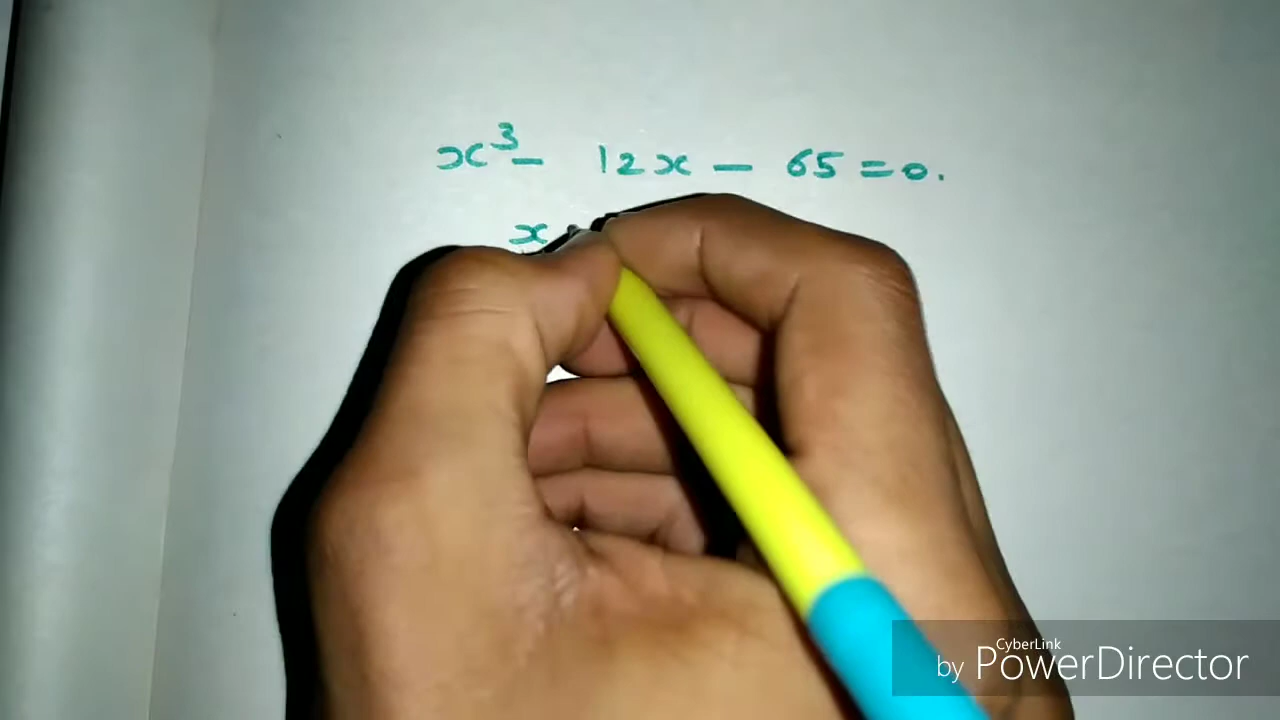 x³ - 12x - 65 = 0.
x
CyberLink
by PowerDirector